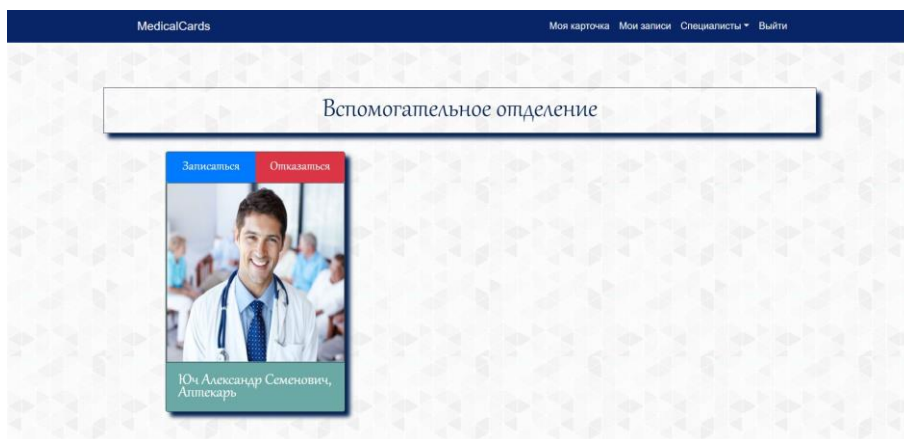 MedicalCards Моя карточка Мои записи Специалисты Выйти
Вспомогательное отделение
Записаться Отказаться
Юч Александр Семенович,
Аптекарь